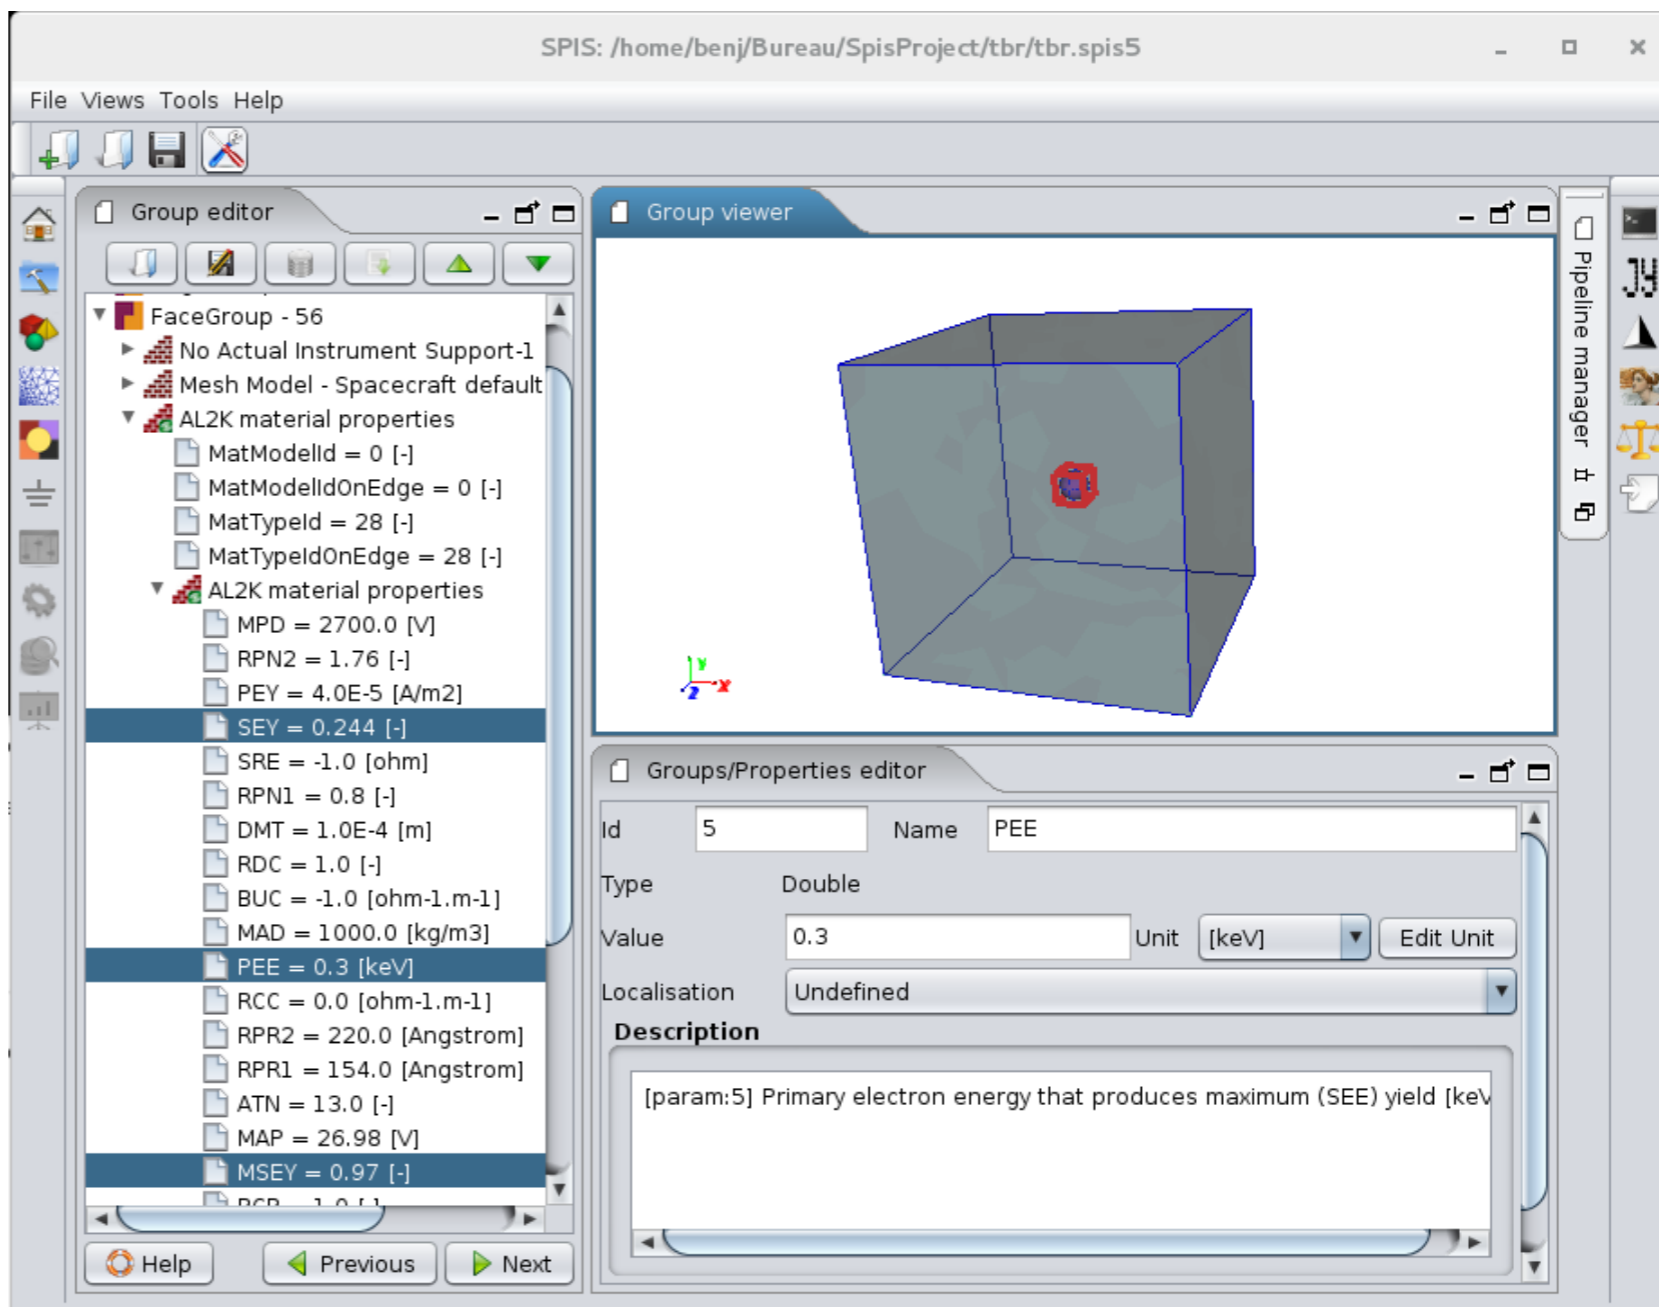 SPIS: /home/benj/Bureau/SpisProject/tbr/tbr.spis5
File Views Tools Help
Group editor
FaceGroup - 56
No Actual Instrument Support-1
Mesh Model - Spacecraft default
AL2K material properties
MatModelId = 0 [-]
MatModelIdOnEdge = 0 [-]
MatTypeId = 28 [-]
MatTypeIdOnEdge = 28 [-]
AL2K material properties
MPD = 2700.0 [V]
RPN2 = 1.76 [-]
PEY = 4.0E-5 [A/m2]
SEY = 0.244 [-]
SRE = -1.0 [ohm]
RPN1 = 0.8 [-]
DMT = 1.0E-4 [m]
RDC = 1.0 [-]
BUC = -1.0 [ohm-1.m-1]
MAD = 1000.0 [kg/m3]
PEE = 0.3 [keV]
RCC = 0.0 [ohm-1.m-1]
RPR2 = 220.0 [Angstrom]
RPR1 = 154.0 [Angstrom]
ATN = 13.0 [-]
MAP = 26.98 [V]
MSEY = 0.97 [-]
Help
Previous
Next
Group viewer
Y
X
Z
Groups/Properties editor
Id 5 Name PEE
Type Double
Value 0.3 Unit [keV] Edit Unit
Localisation Undefined
Description
[param:5] Primary electron energy that produces maximum (SEE) yield [keV
Pipeline manager
Jy